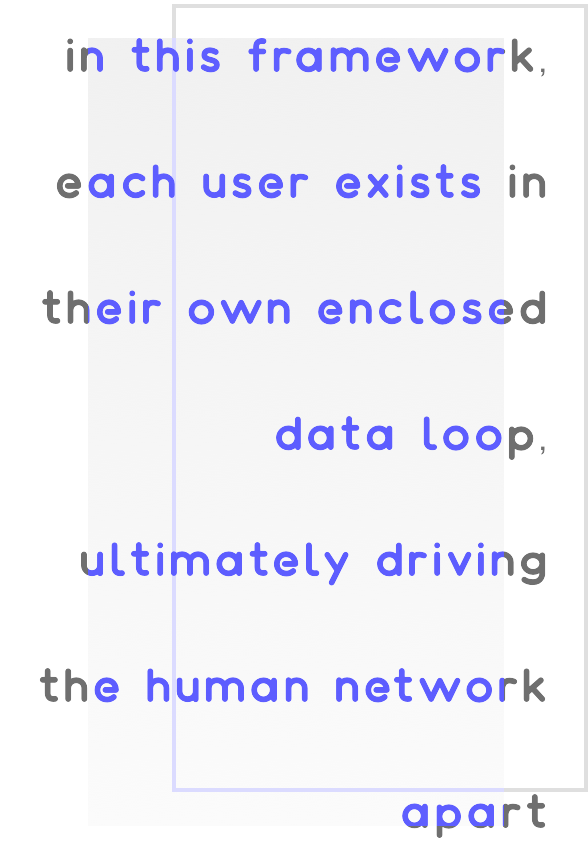 in this framework,
each user exists in
their own enclosed
data loop,
ultimately driving
the human network
apart